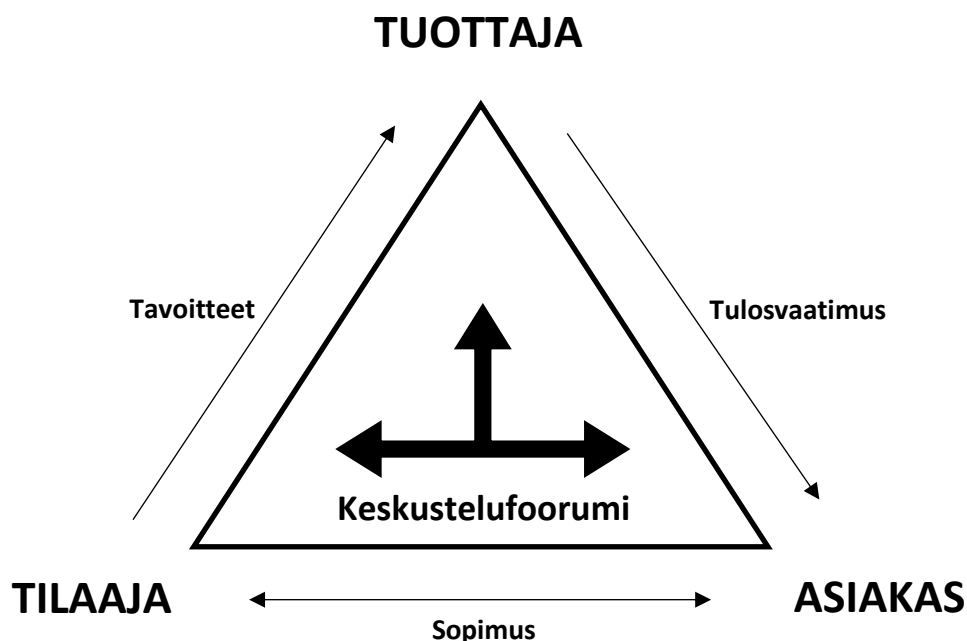 TUOTTAJA
Tavoitteet
Tulosvaatimus
Keskustelufoorumi
TILAAJA
ASIAKAS
Sopimus